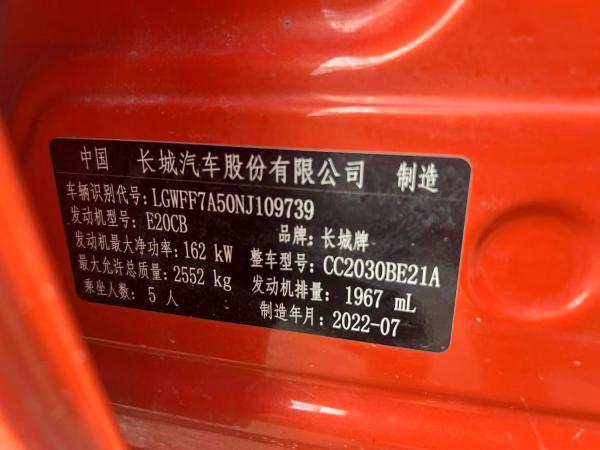 中国 长城汽车股份有限公司 制造
车辆识别代号:LGWFF7A50NJ109739
发动机型号:E20CB 品牌:长城牌
发动机最大净功率:162 kW 整车型号:CC2030BE21A
最大允许总质量:2552 kg 发动机排量:1967 mL
乘坐人数:5 人 制造年月:2022-07